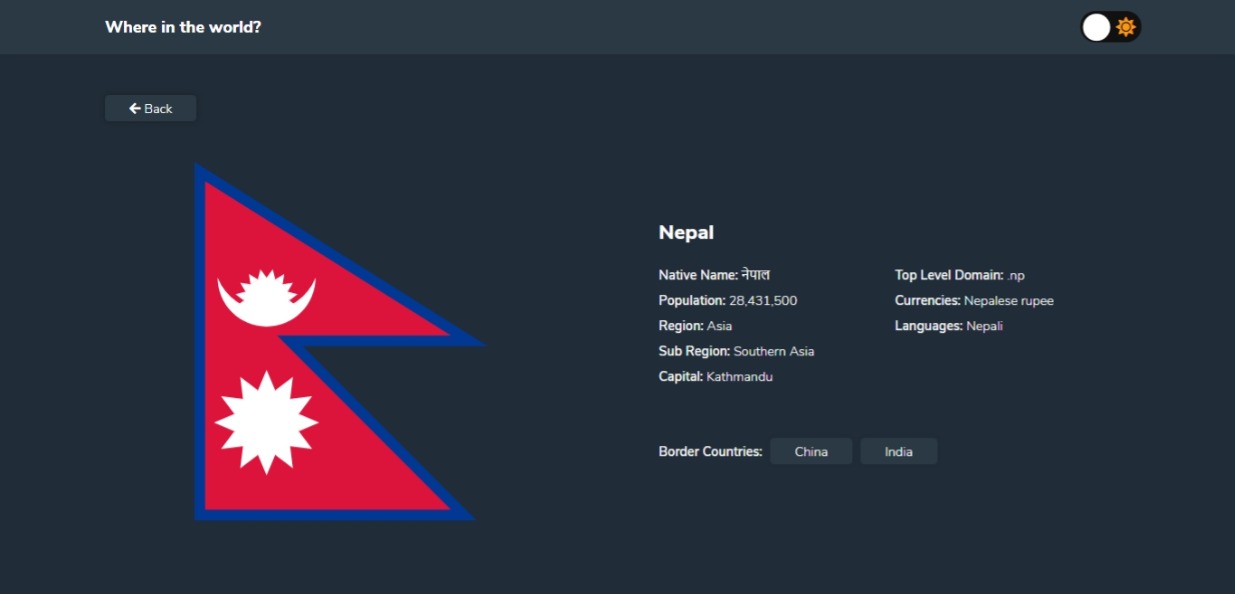 Where in the world?
Back
Nepal
Native Name: नेपाल
Population: 28,431,500
Region: Asia
Sub Region: Southern Asia
Capital: Kathmandu
Top Level Domain: .np
Currencies: Nepalese rupee
Languages: Nepali
Border Countries: China India